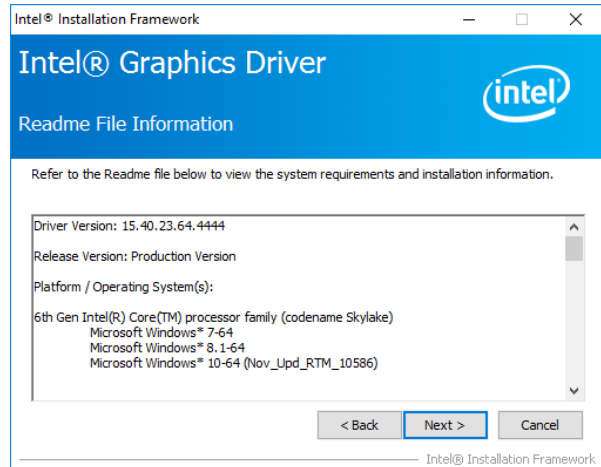 Intel® Installation Framework
Intel® Graphics Driver
intel
Readme File Information
Refer to the Readme file below to view the system requirements and installation information.
Driver Version: 15.40.23.64.4444
Release Version: Production Version
Platform / Operating System(s):
6th Gen Intel(R) Core(TM) processor family (codename Skylake)
Microsoft Windows* 7-64
Microsoft Windows* 8.1-64
Microsoft Windows* 10-64 (Nov_Upd_RTM_10586)
< Back Next > Cancel
Intel® Installation Framework